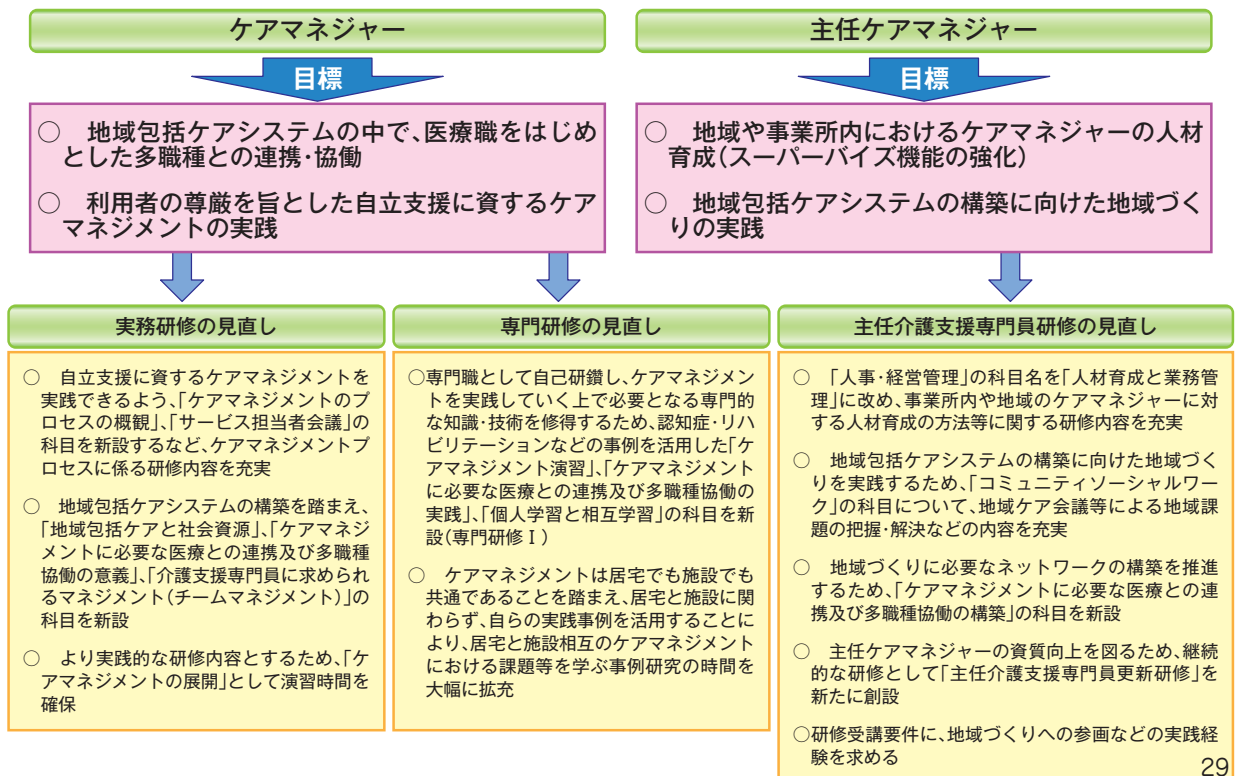 ケアマネジャー
目標
○　地域包括ケアシステムの中で、医療職をはじめ
とした多職種との連携・協働
○　利用者の尊厳を旨とした自立支援に資するケア
マネジメントの実践
主任ケアマネジャー
目標
○　地域や事業所内におけるケアマネジャーの人材
育成（スーパーバイズ機能の強化）
○　地域包括ケアシステムの構築に向けた地域づく
りの実践
実務研修の見直し
○　自立支援に資するケアマネジメントを
実践できるよう、「ケアマネジメントのプ
ロセスの概観」、「サービス担当者会議」の
科目を新設するなど、ケアマネジメントプ
ロセスに係る研修内容を充実
○　地域包括ケアシステムの構築を踏まえ、
「地域包括ケアと社会資源」、「ケアマネジ
メントに必要な医療との連携及び多職種
協働の意義」、「介護支援専門員に求められ
るマネジメント（チームマネジメント）」の
科目を新設
○　より実践的な研修内容とするため、「ケ
アマネジメントの展開」として演習時間を
確保
専門研修の見直し
○専門職として自己研鑽し、ケアマネジメン
トを実践していく上で必要となる専門的
な知識・技術を修得するため、認知症・リハ
ビリテーションなどの事例を活用した「ケ
アマネジメント演習」、「ケアマネジメント
に必要な医療との連携及び多職種協働の
実践」、「個人学習と相互学習」の科目を新
設（専門研修Ⅰ）
○　ケアマネジメントは居宅でも施設でも
共通であることを踏まえ、居宅と施設に関
わらず、自らの実践事例を活用することに
より、居宅と施設相互のケアマネジメント
における課題等を学ぶ事例研究の時間を
大幅に拡充
主任介護支援専門員研修の見直し
○　「人事・経営管理」の科目名を「人材育成と業務管
理」に改め、事業所内や地域のケアマネジャーに対
する人材育成の方法等に関する研修内容を充実
○　地域包括ケアシステムの構築に向けた地域づく
りを実践するため、「コミュニティソーシャルワー
ク」の科目について、地域ケア会議等による地域課
題の把握・解決などの内容を充実
○　地域づくりに必要なネットワークの構築を推進
するため、「ケアマネジメントに必要な医療との連
携及び多職種協働の構築」の科目を新設
○　主任ケアマネジャーの資質向上を図るため、継続
的な研修として「主任介護支援専門員更新研修」を
新たに創設
○研修受講要件に、地域づくりへの参画などの実践経
験を求める
29